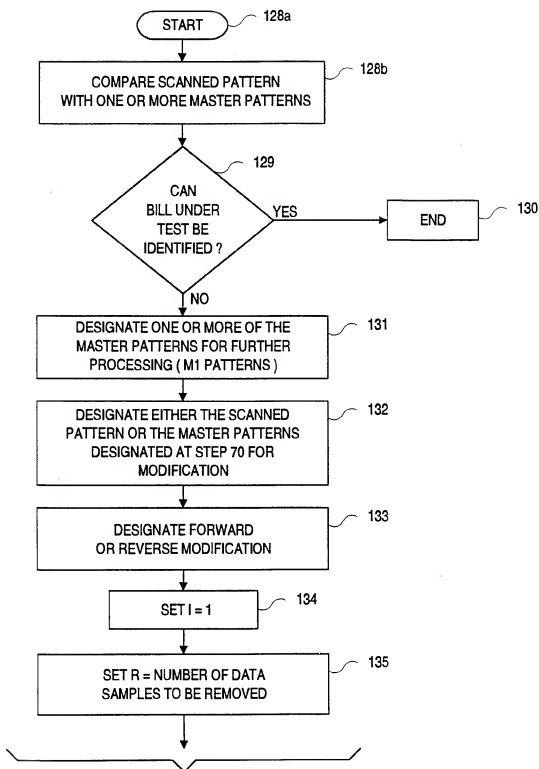 START
128a
COMPARE SCANNED PATTERN
WITH ONE OR MORE MASTER PATTERNS
128b
129
CAN
BILL UNDER
TEST BE
IDENTIFIED ?
YES
END
130
NO
DESIGNATE ONE OR MORE OF THE
MASTER PATTERNS FOR FURTHER
PROCESSING ( M1 PATTERNS )
131
DESIGNATE EITHER THE SCANNED
PATTERN OR THE MASTER PATTERNS
DESIGNATED AT STEP 70 FOR
MODIFICATION
132
DESIGNATE FORWARD
OR REVERSE MODIFICATION
133
SET I = 1
134
SET R = NUMBER OF DATA
SAMPLES TO BE REMOVED
135